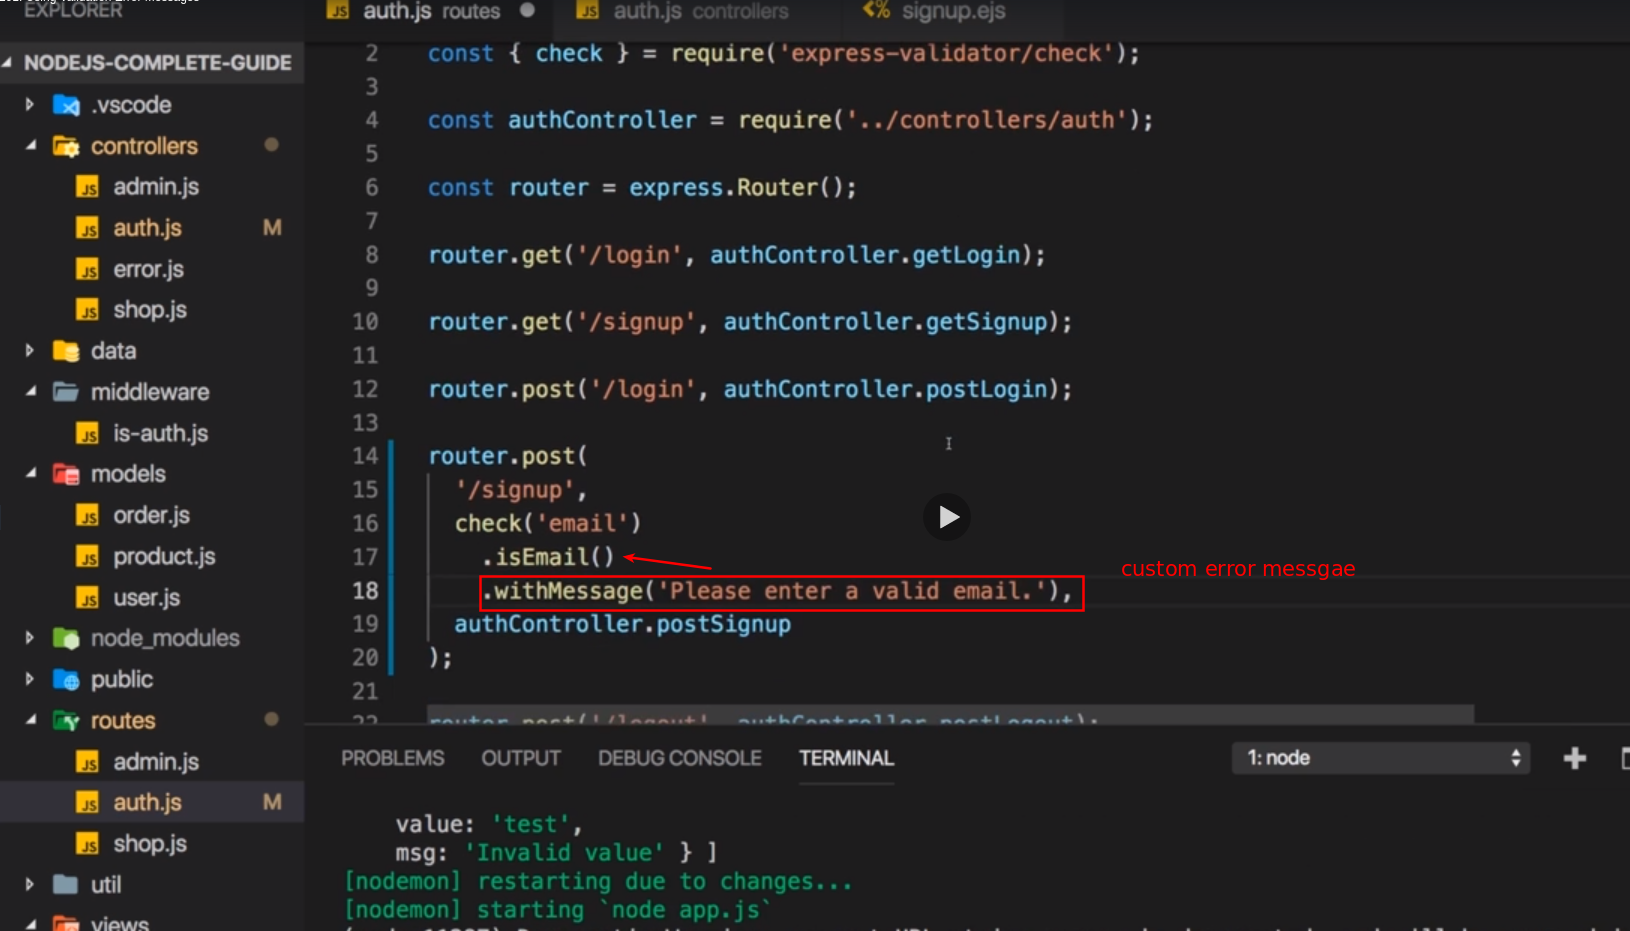 EXPLORER
NODEJS-COMPLETE-GUIDE
.vscode
controllers
admin.js
auth.js M
error.js
shop.js
data
middleware
is-auth.js
models
order.js
product.js
user.js
node_modules
public
routes
admin.js
auth.js M
shop.js
util
views
auth.js routes
auth.js controllers
signup.ejs
2 const { check } = require('express-validator/check');
3
4 const authController = require('../controllers/auth');
5
6 const router = express.Router();
7
8 router.get('/login', authController.getLogin);
9
10 router.get('/signup', authController.getSignup);
11
12 router.post('/login', authController.postLogin);
13
14 router.post(
15 '/signup',
16 check('email')
17 .isEmail()
18 .withMessage('Please enter a valid email.'),
19 authController.postSignup
20 );
21
22 router.post('/logout', authController.postLogout);
custom error messgae
PROBLEMS OUTPUT DEBUG CONSOLE TERMINAL 1: node
value: 'test',
msg: 'Invalid value' } ]
[nodemon] restarting due to changes...
[nodemon] starting `node app.js`